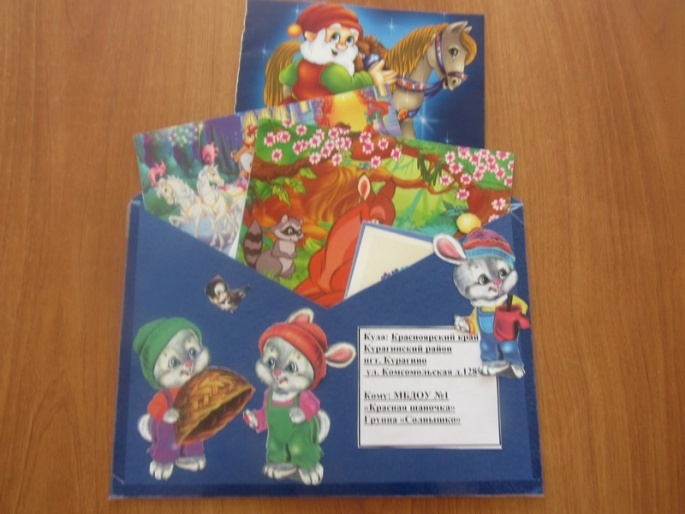 Куда: Красноярский край
Курагинский район
пгт. Курагино
ул. Комсомольская д.128
Кому: МБДОУ №1
«Красная шапочка»
Группа «Солнышко»